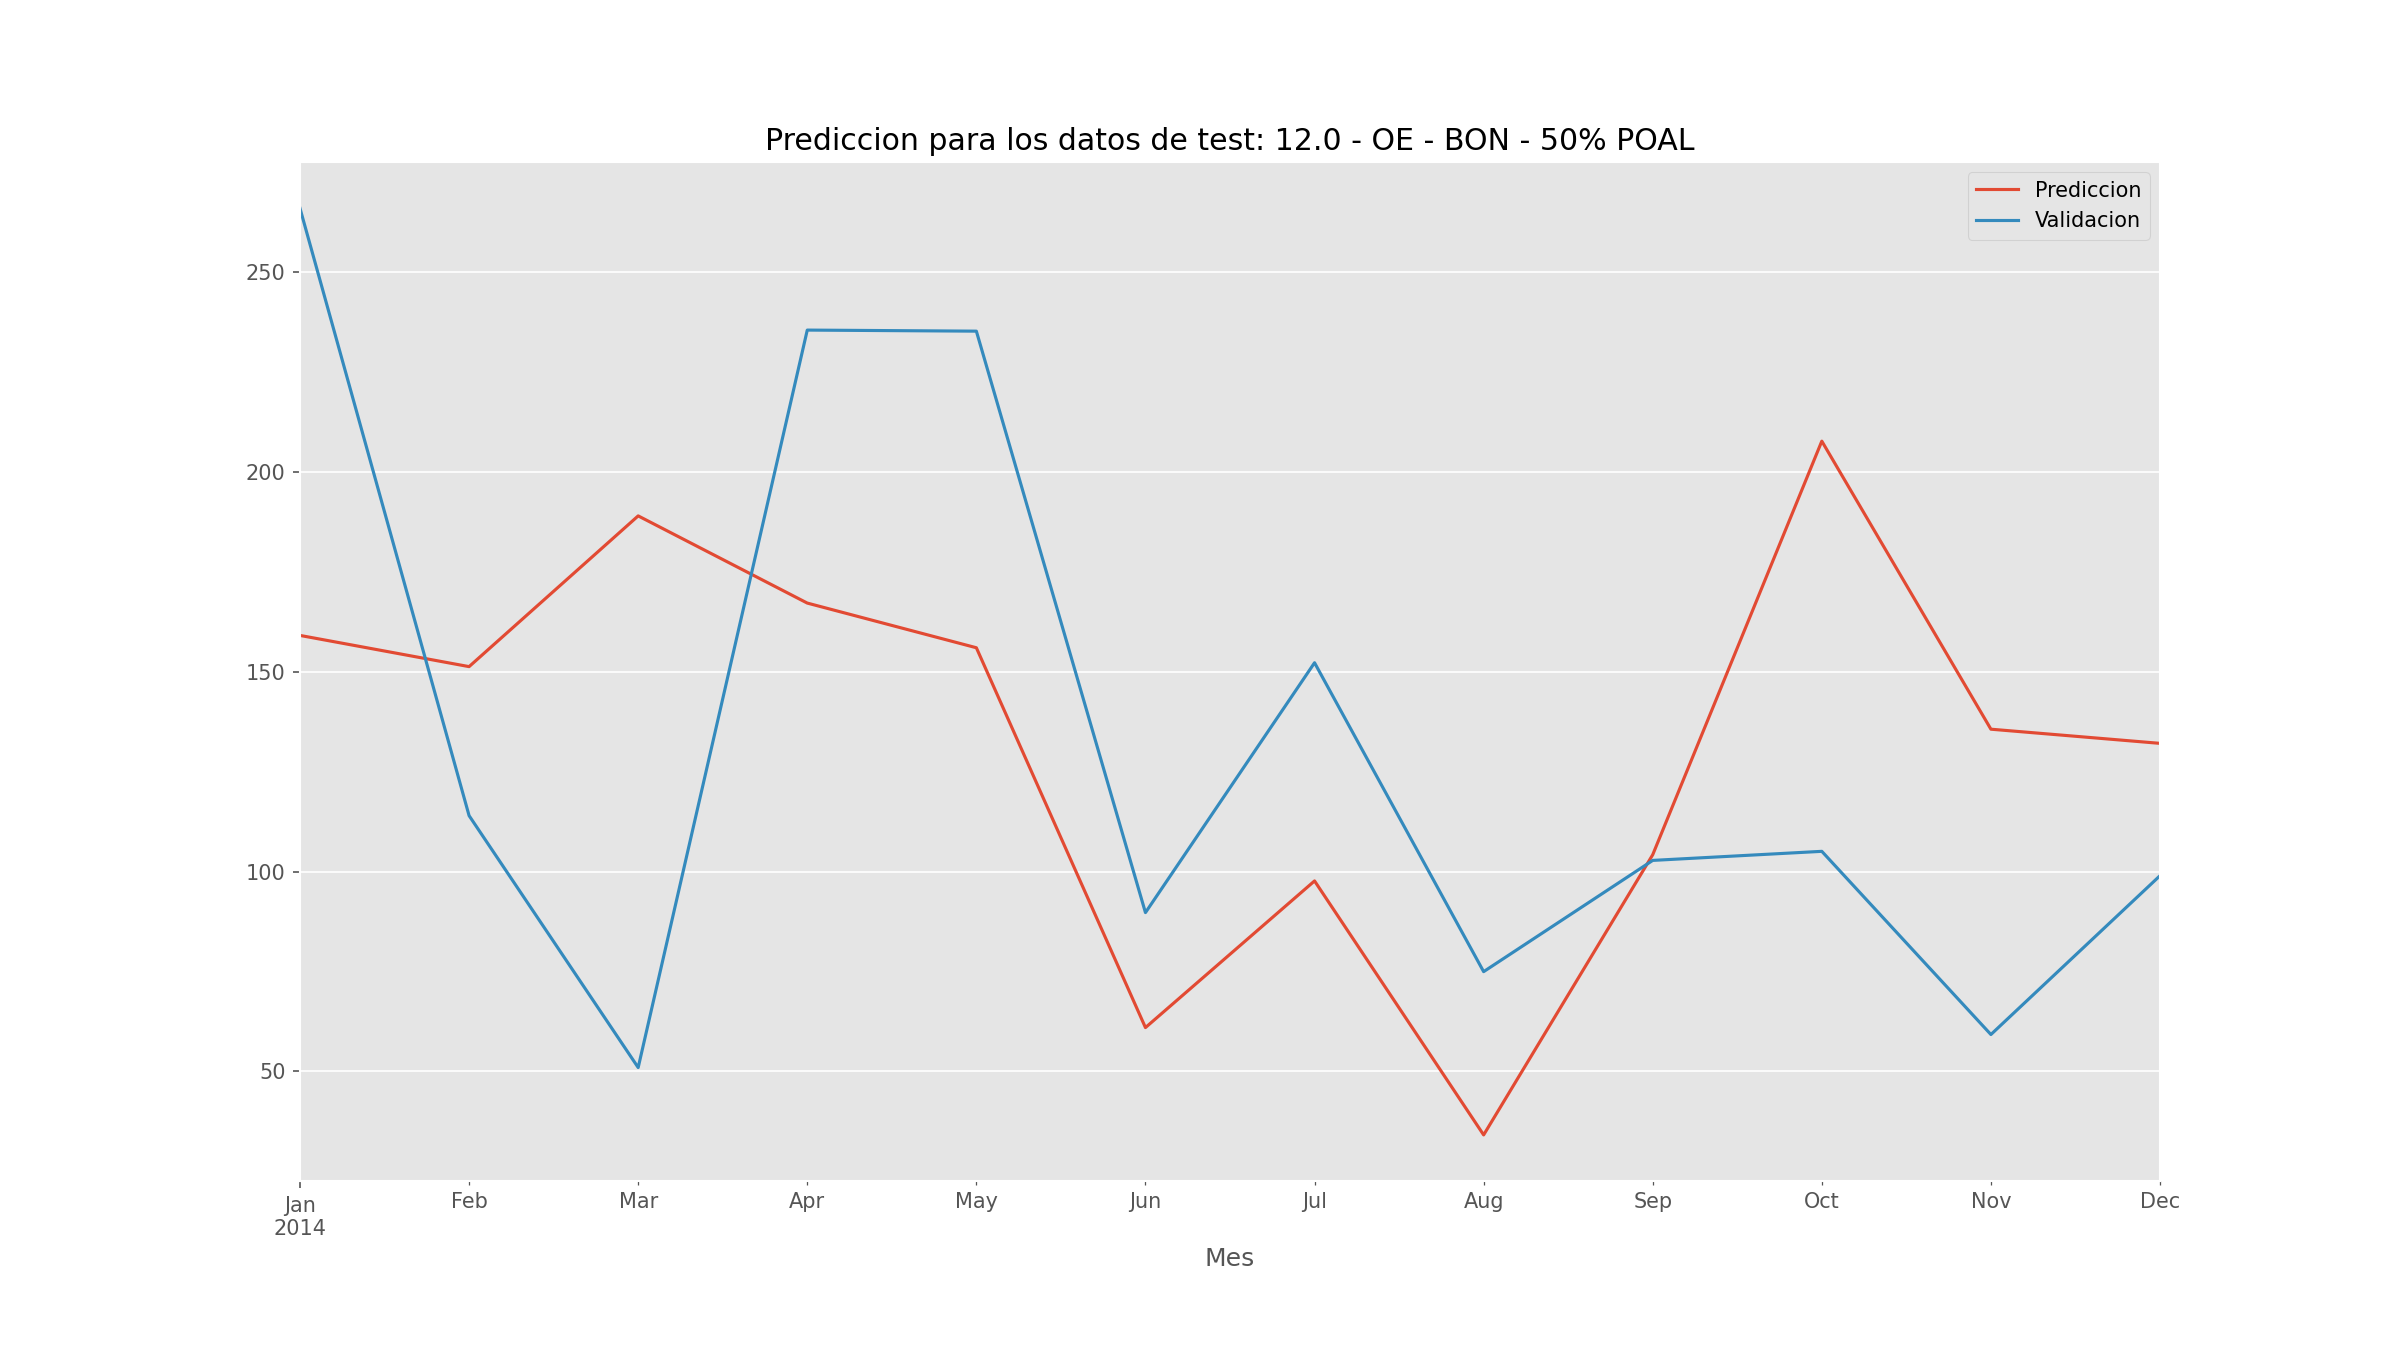 Prediccion para los datos de test: 12.0 - OE - BON - 50% POAL
Prediccion
Validacion
250
200
150
100
50
Jan Feb Mar Apr May Jun Jul Aug Sep Oct Nov Dec
2014
Mes